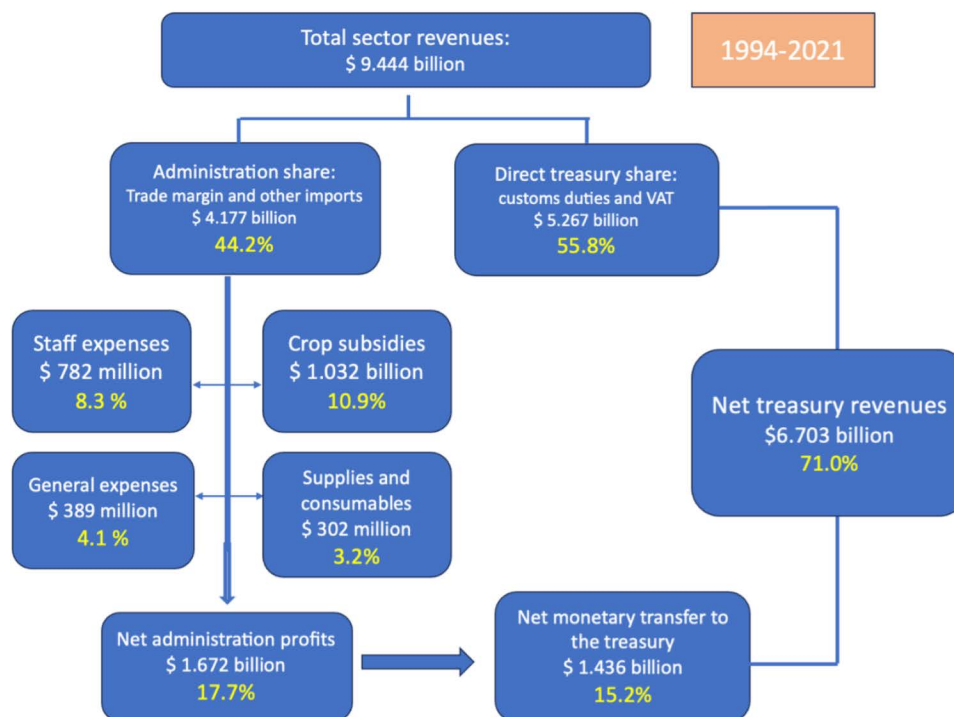 Total sector revenues:
$ 9.444 billion
1994-2021
Administration share:
Trade margin and other imports
$ 4.177 billion
44.2%
Direct treasury share:
customs duties and VAT
$ 5.267 billion
55.8%
Staff expenses
$ 782 million
8.3 %
Crop subsidies
$ 1.032 billion
10.9%
Net treasury revenues
$6.703 billion
71.0%
General expenses
$ 389 million
4.1 %
Supplies and
consumables
$ 302 million
3.2%
Net administration profits
$ 1.672 billion
17.7%
Net monetary transfer to
the treasury
$ 1.436 billion
15.2%